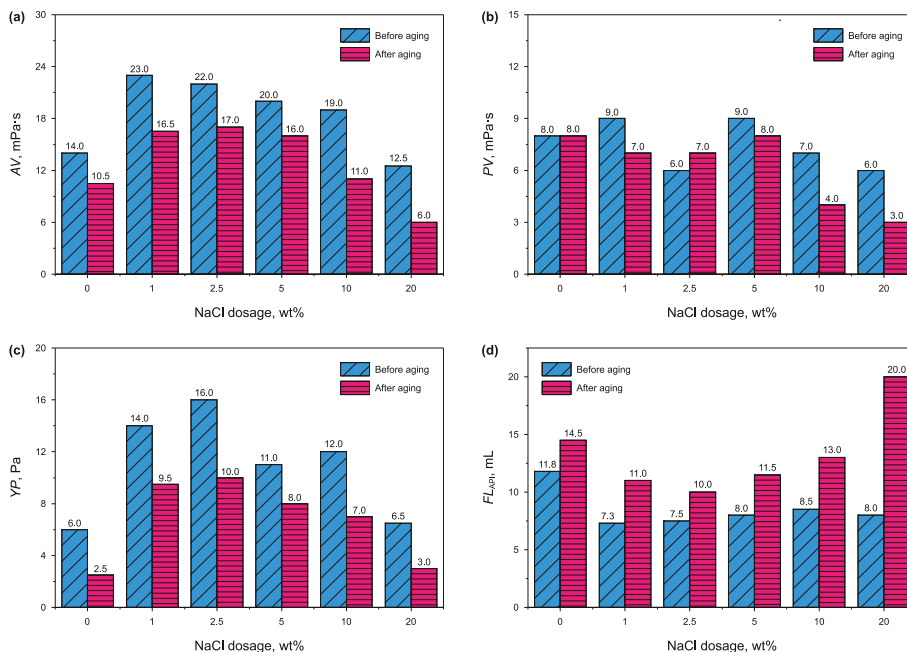 (a)
AV, mPa·s
30
24
18
12
6
0
Before aging
After aging
14.0 10.5 23.0 16.5 22.0 17.0 20.0 16.0 19.0 11.0 12.5 6.0
0 1 2.5 5 10 20
NaCl dosage, wt%
(b)
PV, mPa·s
15
12
9
6
3
0
Before aging
After aging
8.0 8.0 9.0 7.0 6.0 7.0 9.0 8.0 7.0 4.0 6.0 3.0
0 1 2.5 5 10 20
NaCl dosage, wt%
(c)
YP, Pa
20
16
12
8
4
0
Before aging
After aging
6.0 2.5 14.0 9.5 16.0 10.0 11.0 8.0 12.0 7.0 6.5 3.0
0 1 2.5 5 10 20
NaCl dosage, wt%
(d)
FLAPI, mL
20
15
10
5
0
Before aging
After aging
11.8 14.5 7.3 11.0 7.5 10.0 8.0 11.5 8.5 13.0 8.0 20.0
0 1 2.5 5 10 20
NaCl dosage, wt%